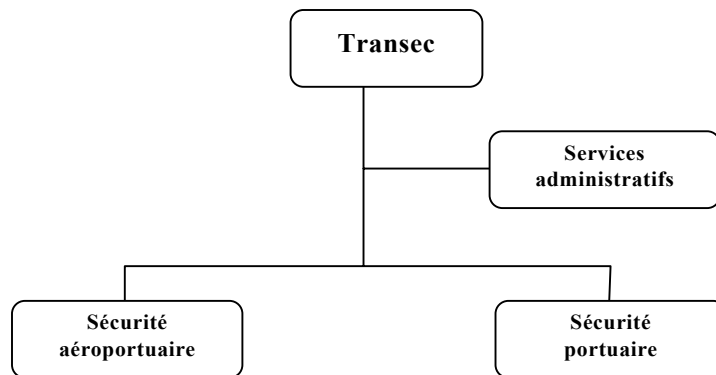 Transec
Services
administratifs
Sécurité
aéroportuaire
Sécurité
portuaire